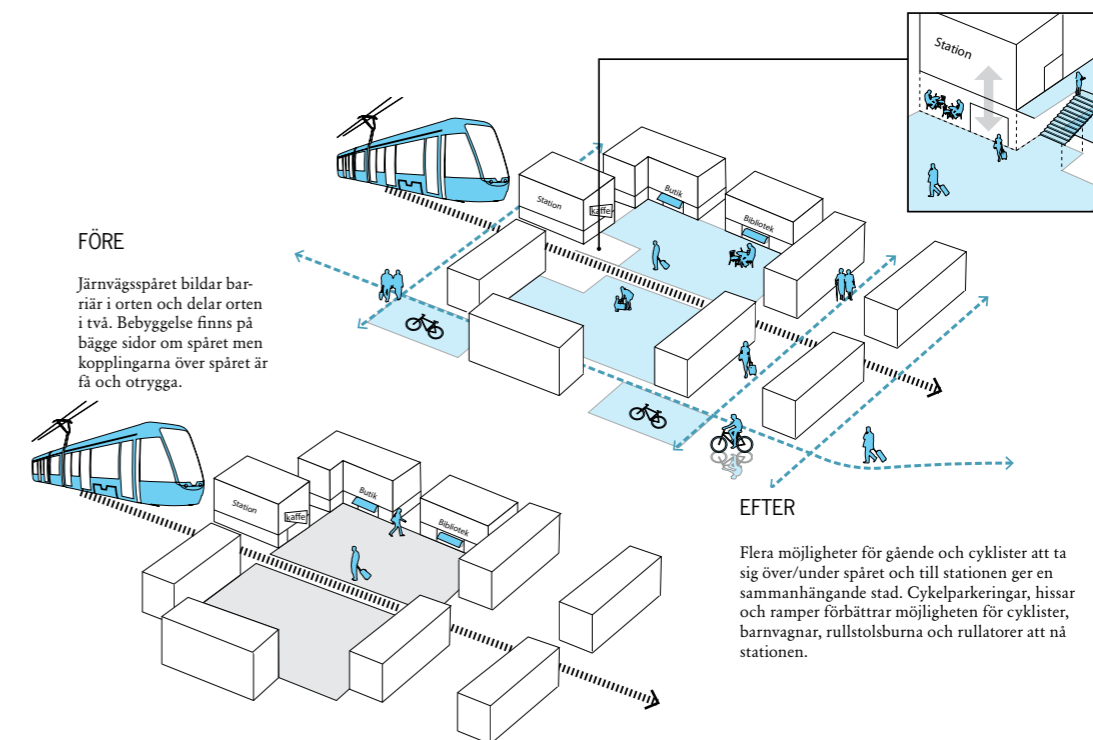 Station
Station
kaffe
Butik
Bibliotek
FÖRE
Järnvägsspåret bildar bar-
riär i orten och delar orten
i två. Bebyggelse finns på
bägge sidor om spåret men
kopplingarna över spåret är
få och otrygga.
Station
kaffe
Butik
Bibliotek
EFTER
Flera möjligheter för gående och cyklister att ta
sig över/under spåret och till stationen ger en
sammanhängande stad. Cykelparkeringar, hissar
och ramper förbättrar möjligheten för cyklister,
barnvagnar, rullstolsburna och rullatorer att nå
stationen.